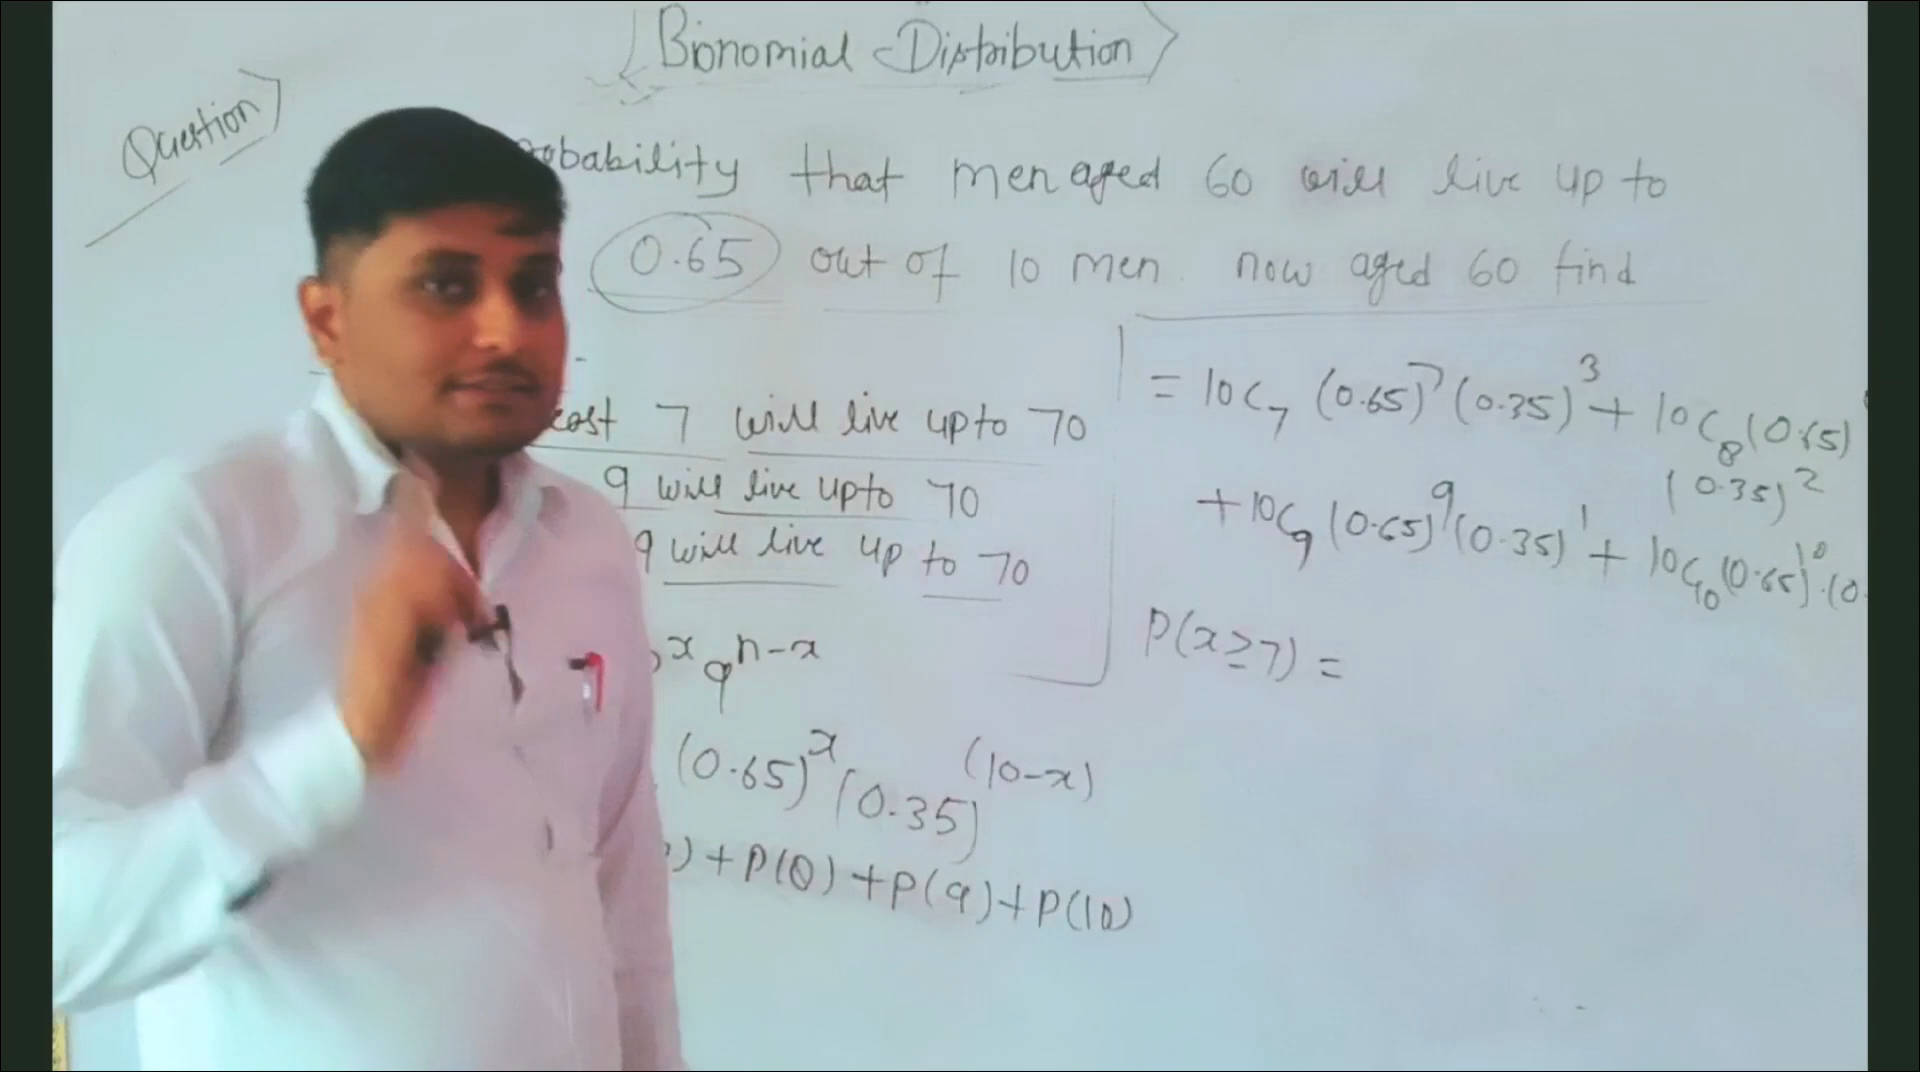 Binomial Distribution
Question
obability that men aged 60 will live up to
0.65 out of 10 men now aged 60 find
east 7 will live upto 70
9 will live upto 70
9 will live up to 70
x q^n-x
(0.65)^x (0.35)^(10-x)
) + P(8) + P(9) + P(10)
= 10C7 (0.65)^7 (0.35)^3 + 10C8 (0.65)
(0.35)^2
+ 10C9 (0.65)^9 (0.35)^1 + 10C10 (0.65)^10 . (0.
P(x≥7) =